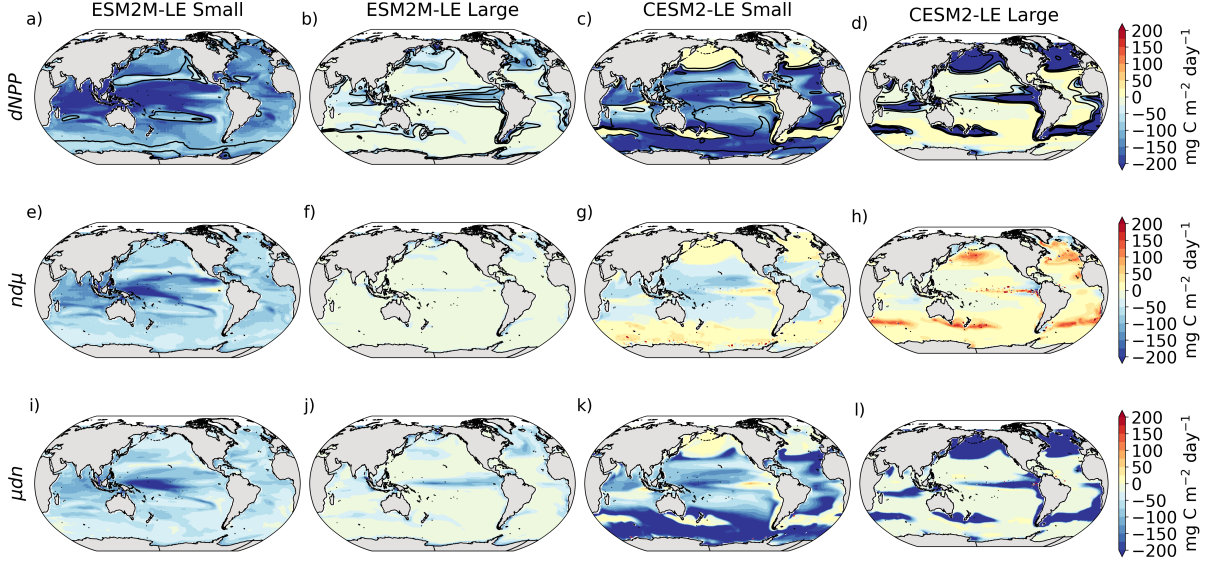 ESM2M-LE Small
ESM2M-LE Large
CESM2-LE Small
CESM2-LE Large
a)
b)
c)
d)
dNPP
200
150
100
50
0
−50
−100
−150
−200
mg C m⁻² day⁻¹
e)
f)
g)
h)
ndμ
200
150
100
50
0
−50
−100
−150
−200
mg C m⁻² day⁻¹
i)
j)
k)
l)
μdn
200
150
100
50
0
−50
−100
−150
−200
mg C m⁻² day⁻¹